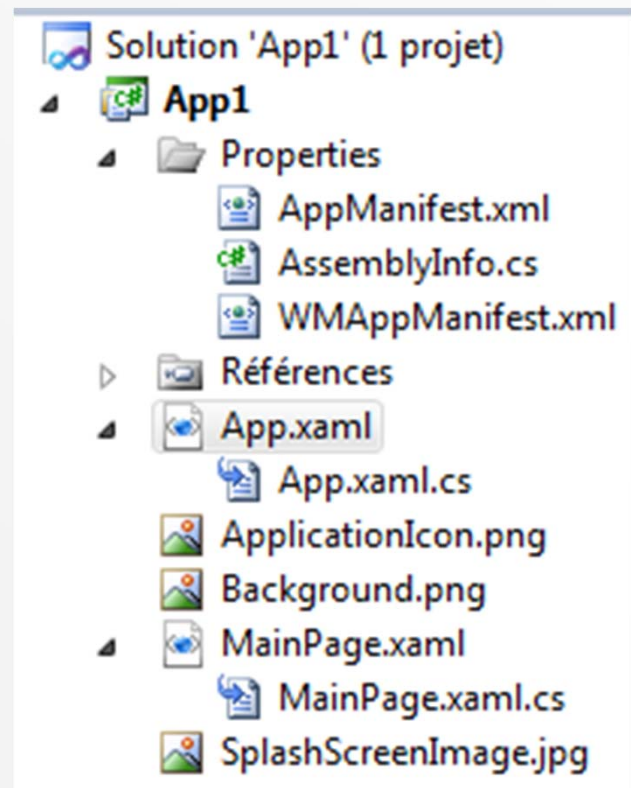 Solution 'App1' (1 projet)
C# App1
Properties
AppManifest.xml
C# AssemblyInfo.cs
WMAppManifest.xml
Références
App.xaml
App.xaml.cs
ApplicationIcon.png
Background.png
MainPage.xaml
MainPage.xaml.cs
SplashScreenImage.jpg